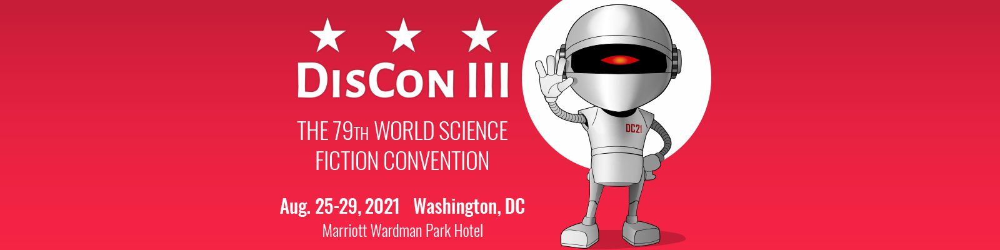 DisCon III
THE 79TH WORLD SCIENCE
FICTION CONVENTION
Aug. 25-29, 2021 Washington, DC
Marriott Wardman Park Hotel
DC21